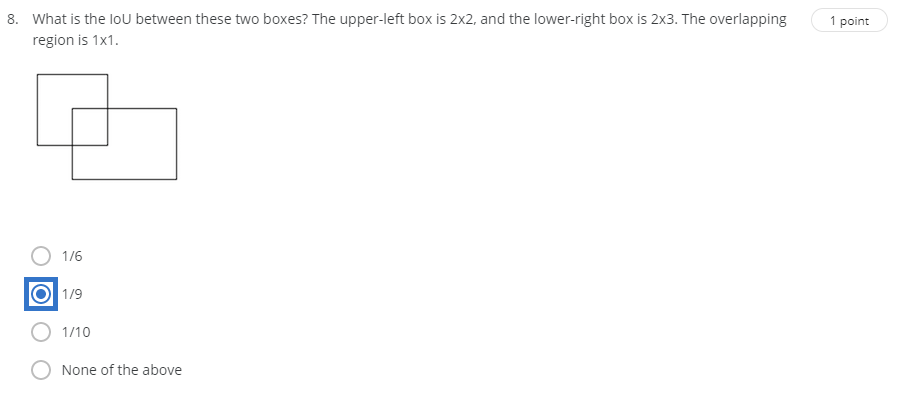 8. What is the IoU between these two boxes? The upper-left box is 2x2, and the lower-right box is 2x3. The overlapping
region is 1x1.
1 point
1/6
1/9
1/10
None of the above